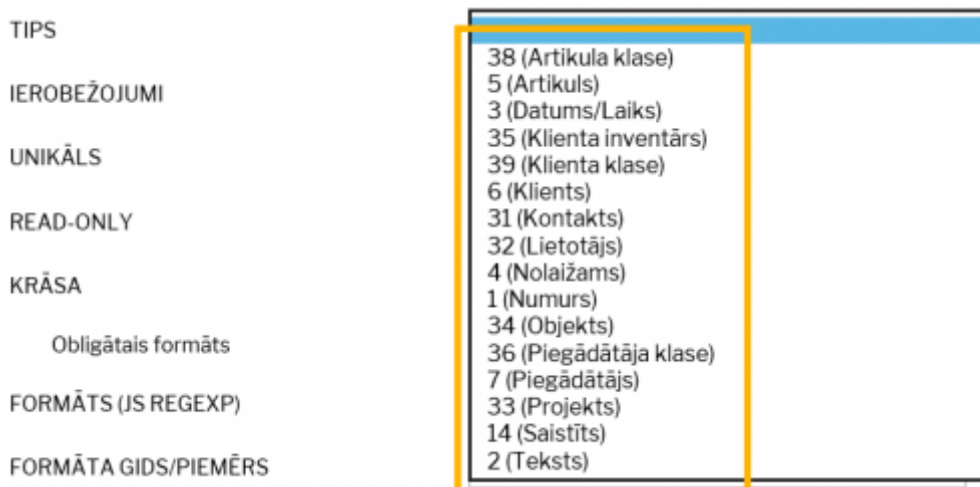 TIPS
IEROBEŽOJUMI
UNIKĀLS
READ-ONLY
KRĀSA
Obligātais formāts
FORMĀTS (JS REGEXP)
FORMĀTA GIDS/PIEMĒRS
38 (Artikula klase)
5 (Artikuls)
3 (Datums/Laiks)
35 (Klienta inventārs)
39 (Klienta klase)
6 (Klients)
31 (Kontakts)
32 (Lietotājs)
4 (Nolaižams)
1 (Numurs)
34 (Objekts)
36 (Piegādātāja klase)
7 (Piegādātājs)
33 (Projekts)
14 (Saistīts)
2 (Teksts)